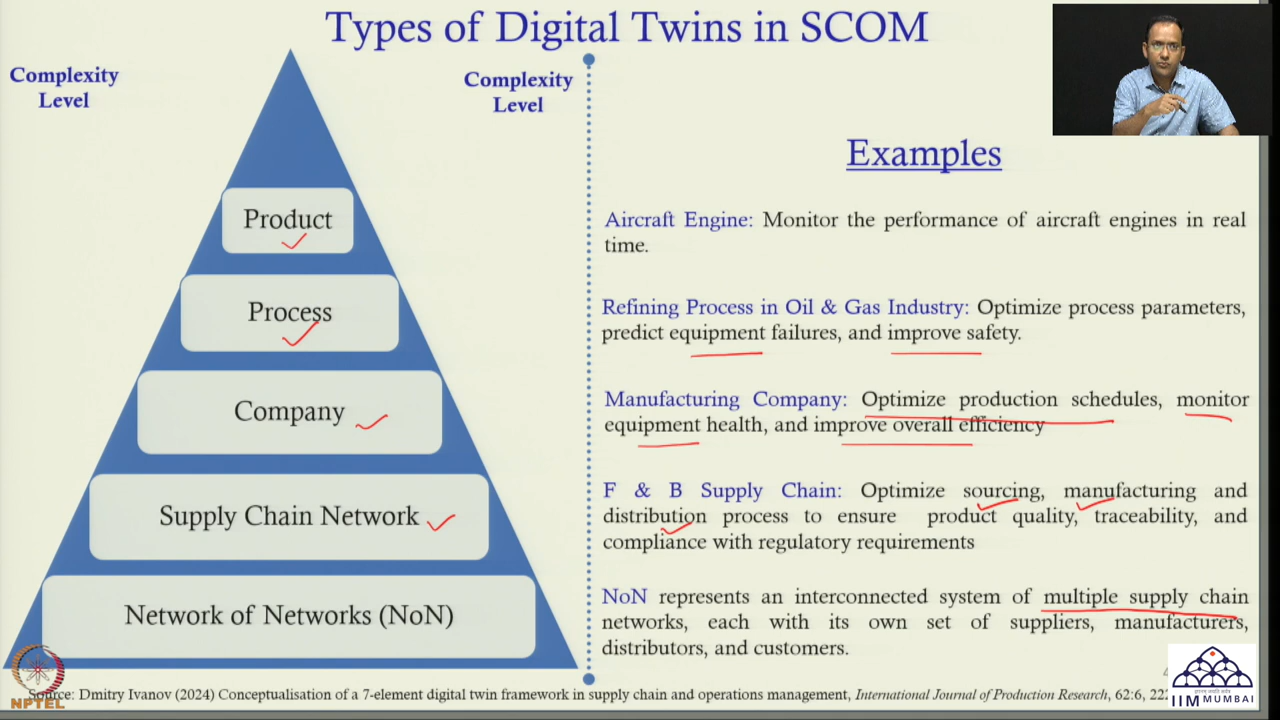 Types of Digital Twins in SCOM
Complexity
Level
Complexity
Level
Product
Process
Company
Supply Chain Network
Network of Networks (NoN)
Examples
Aircraft Engine: Monitor the performance of aircraft engines in real
time.
Refining Process in Oil & Gas Industry: Optimize process parameters,
predict equipment failures, and improve safety.
Manufacturing Company: Optimize production schedules, monitor
equipment health, and improve overall efficiency
F & B Supply Chain: Optimize sourcing, manufacturing and
distribution process to ensure product quality, traceability, and
compliance with regulatory requirements
NoN represents an interconnected system of multiple supply chain
networks, each with its own set of suppliers, manufacturers,
distributors, and customers.
Source: Dmitry Ivanov (2024) Conceptualisation of a 7-element digital twin framework in supply chain and operations management, International Journal of Production Research, 62:6,
NPTEL
IIM MUMBAI